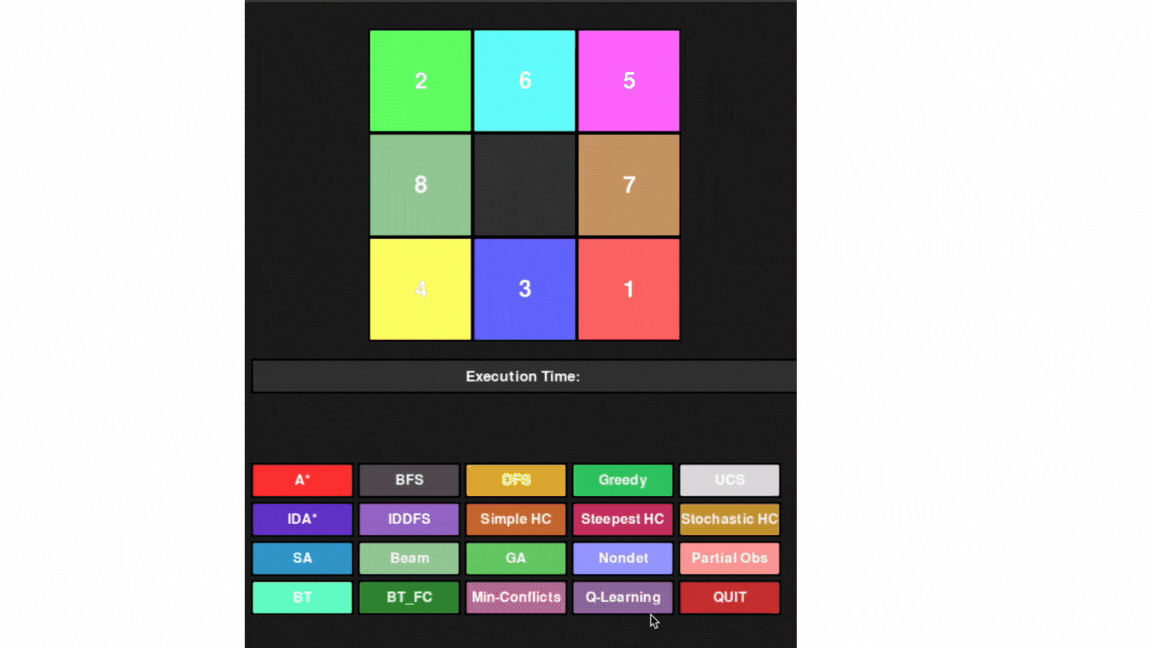 2 6 5
8 7
4 3 1
Execution Time:
A* BFS DFS Greedy UCS
IDA* IDDFS Simple HC Steepest HC Stochastic HC
SA Beam GA Nondet Partial Obs
BT BT_FC Min-Conflicts Q-Learning QUIT